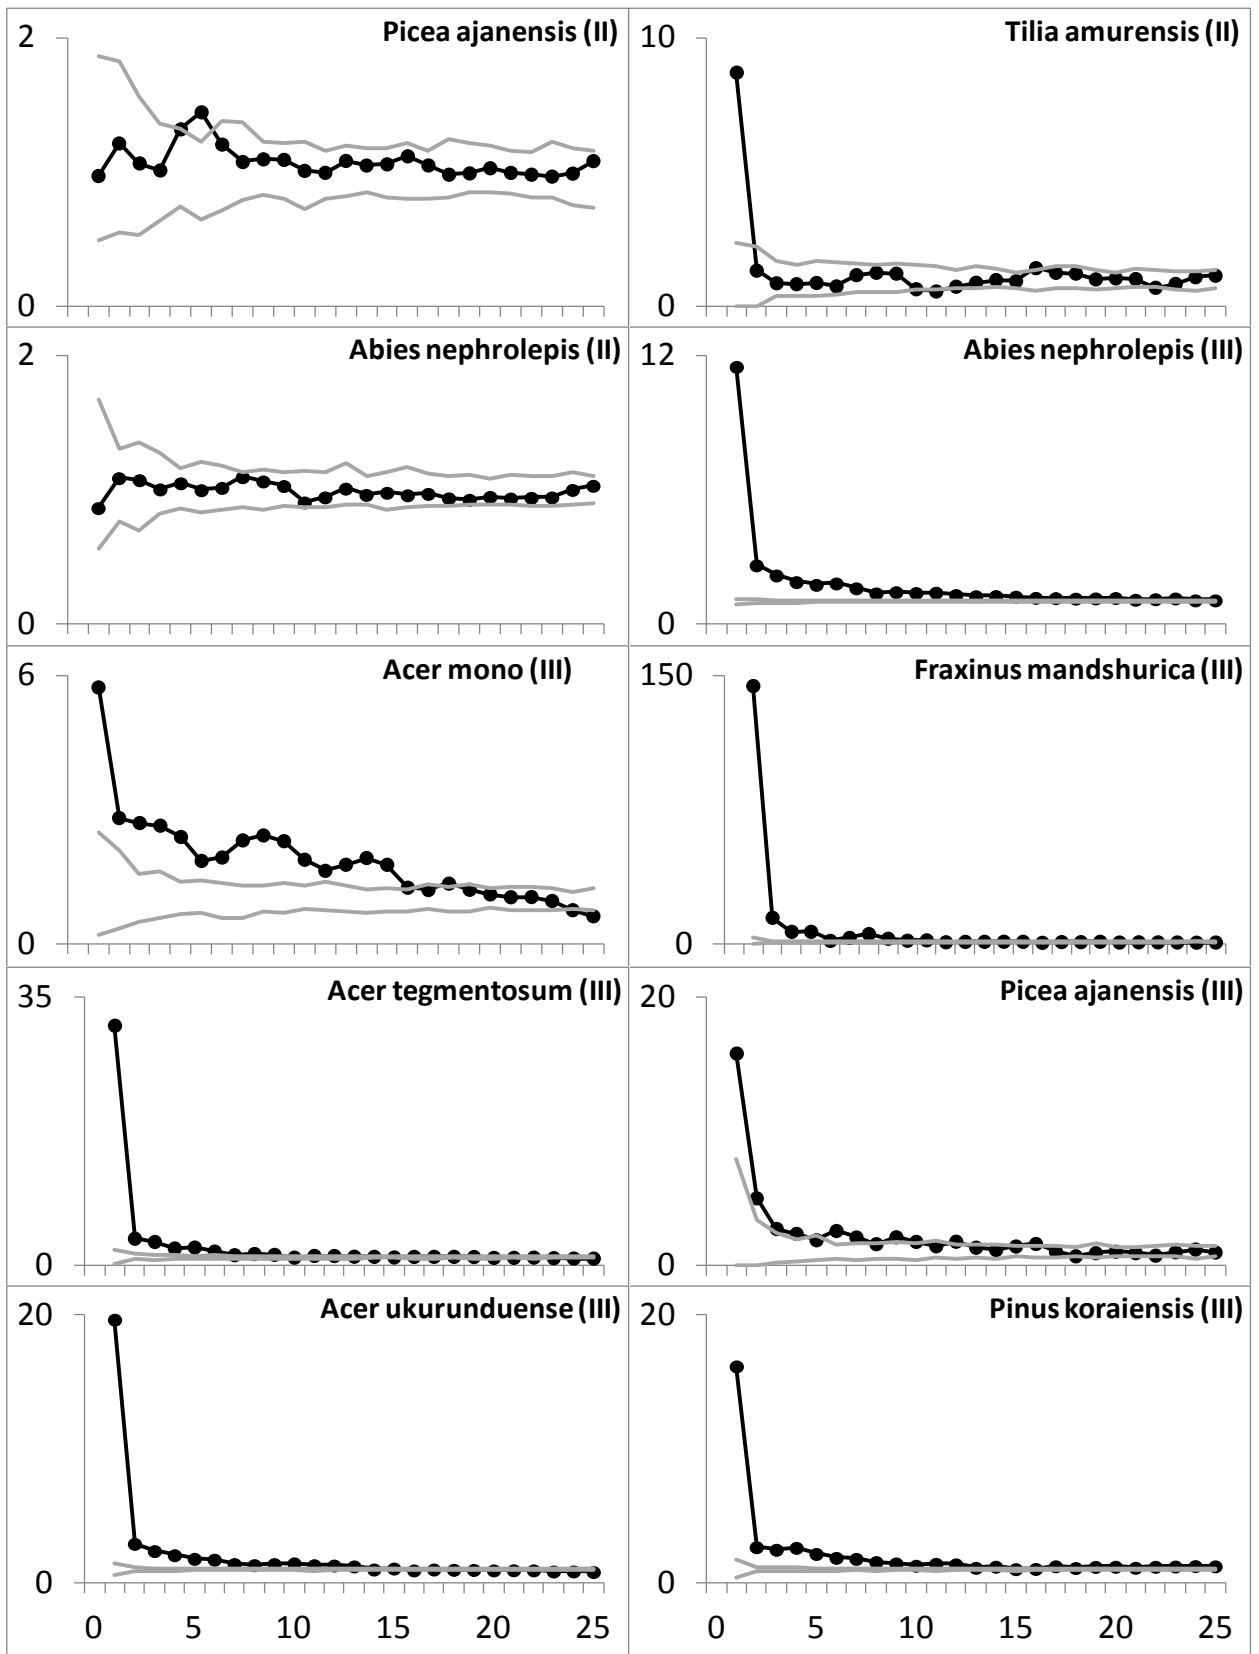 2
Picea ajanensis (II)
0
10
Tilia amurensis (II)
0
2
Abies nephrolepis (II)
0
12
Abies nephrolepis (III)
0
6
Acer mono (III)
0
150
Fraxinus mandshurica (III)
0
35
Acer tegmentosum (III)
0
20
Picea ajanensis (III)
0
20
Acer ukurunduense (III)
0
0 5 10 15 20 25
20
Pinus koraiensis (III)
0
0 5 10 15 20 25